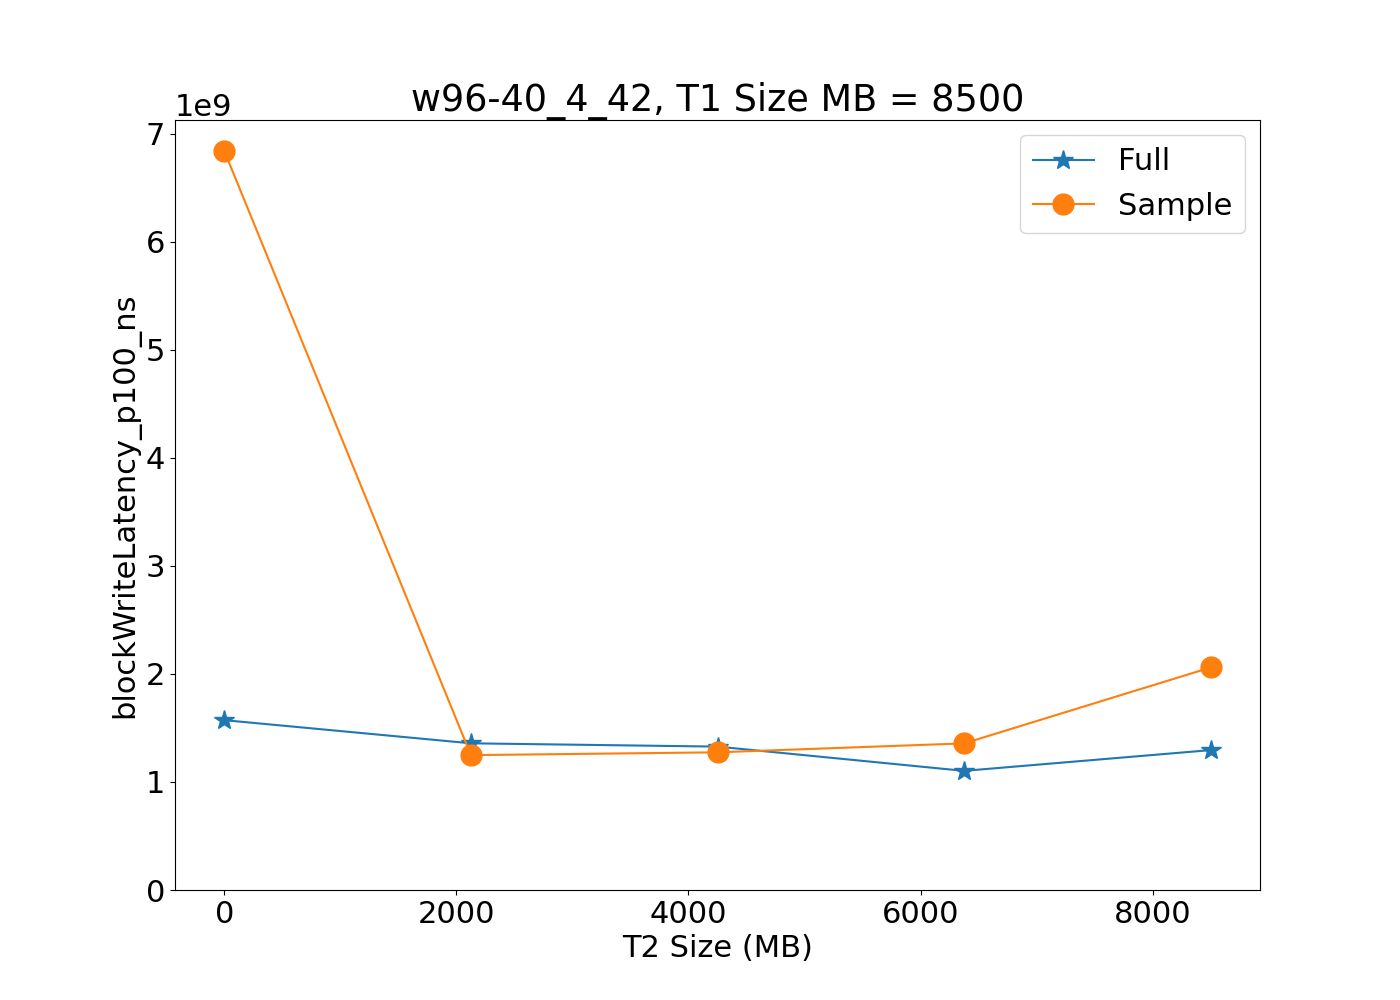 w96-40_4_42, T1 Size MB = 8500
1e9
7
6
5
4
3
2
1
0
blockWriteLatency_p100_ns
Full
Sample
0 2000 4000 6000 8000
T2 Size (MB)